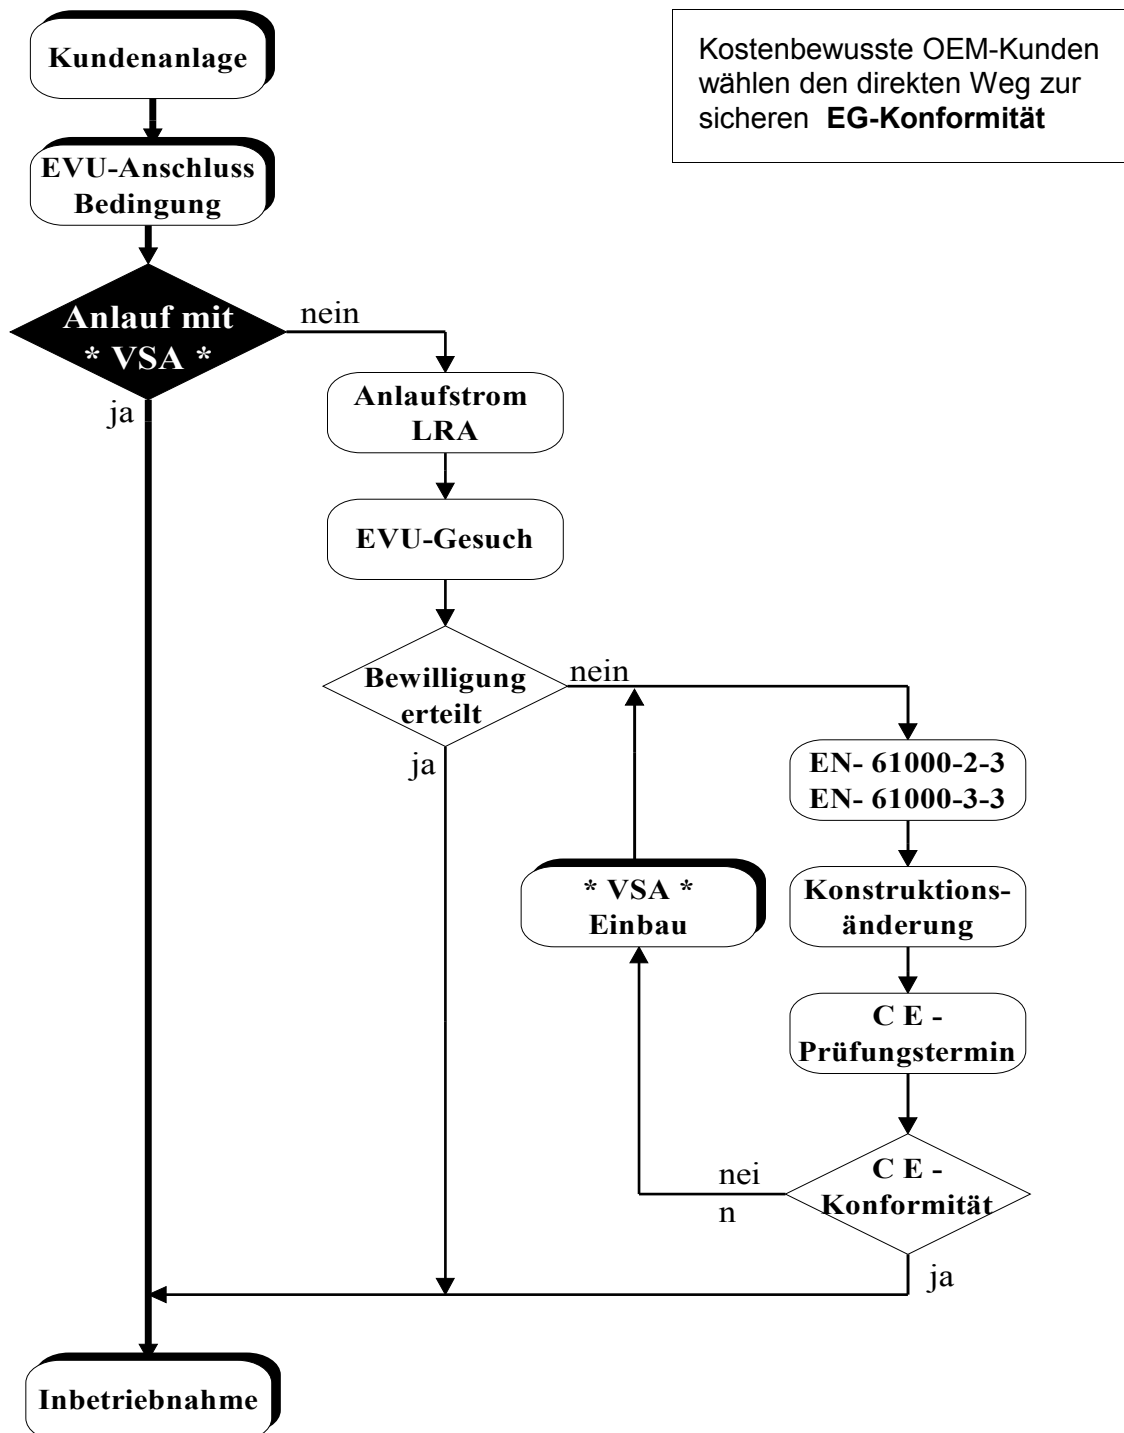 Kundenanlage
Kostenbewusste OEM-Kunden
wählen den direkten Weg zur
sicheren EG-Konformität
EVU-Anschluss
Bedingung
Anlauf mit
* VSA *
nein
ja
Anlaufstrom
LRA
EVU-Gesuch
Bewilligung
erteilt
nein
ja
EN- 61000-2-3
EN- 61000-3-3
* VSA *
Einbau
Konstruktions-
änderung
C E -
Prüfungstermin
C E -
Konformität
nei
n
ja
Inbetriebnahme